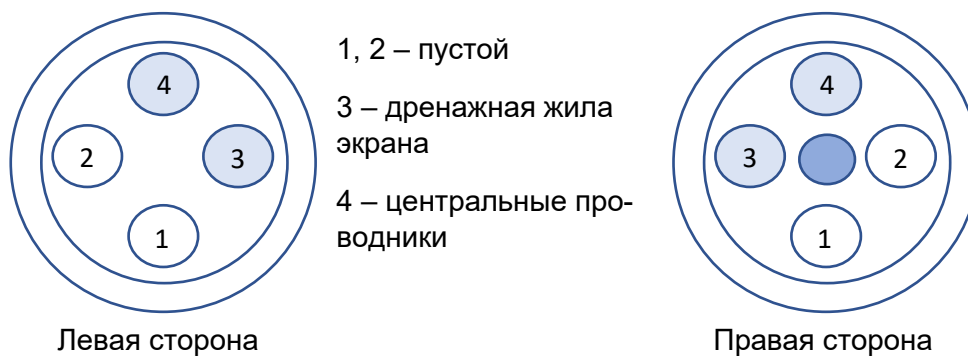 4
2
3
1
Левая сторона
1, 2 – пустой
3 – дренажная жила
экрана
4 – центральные про-
водники
4
3
2
1
Правая сторона